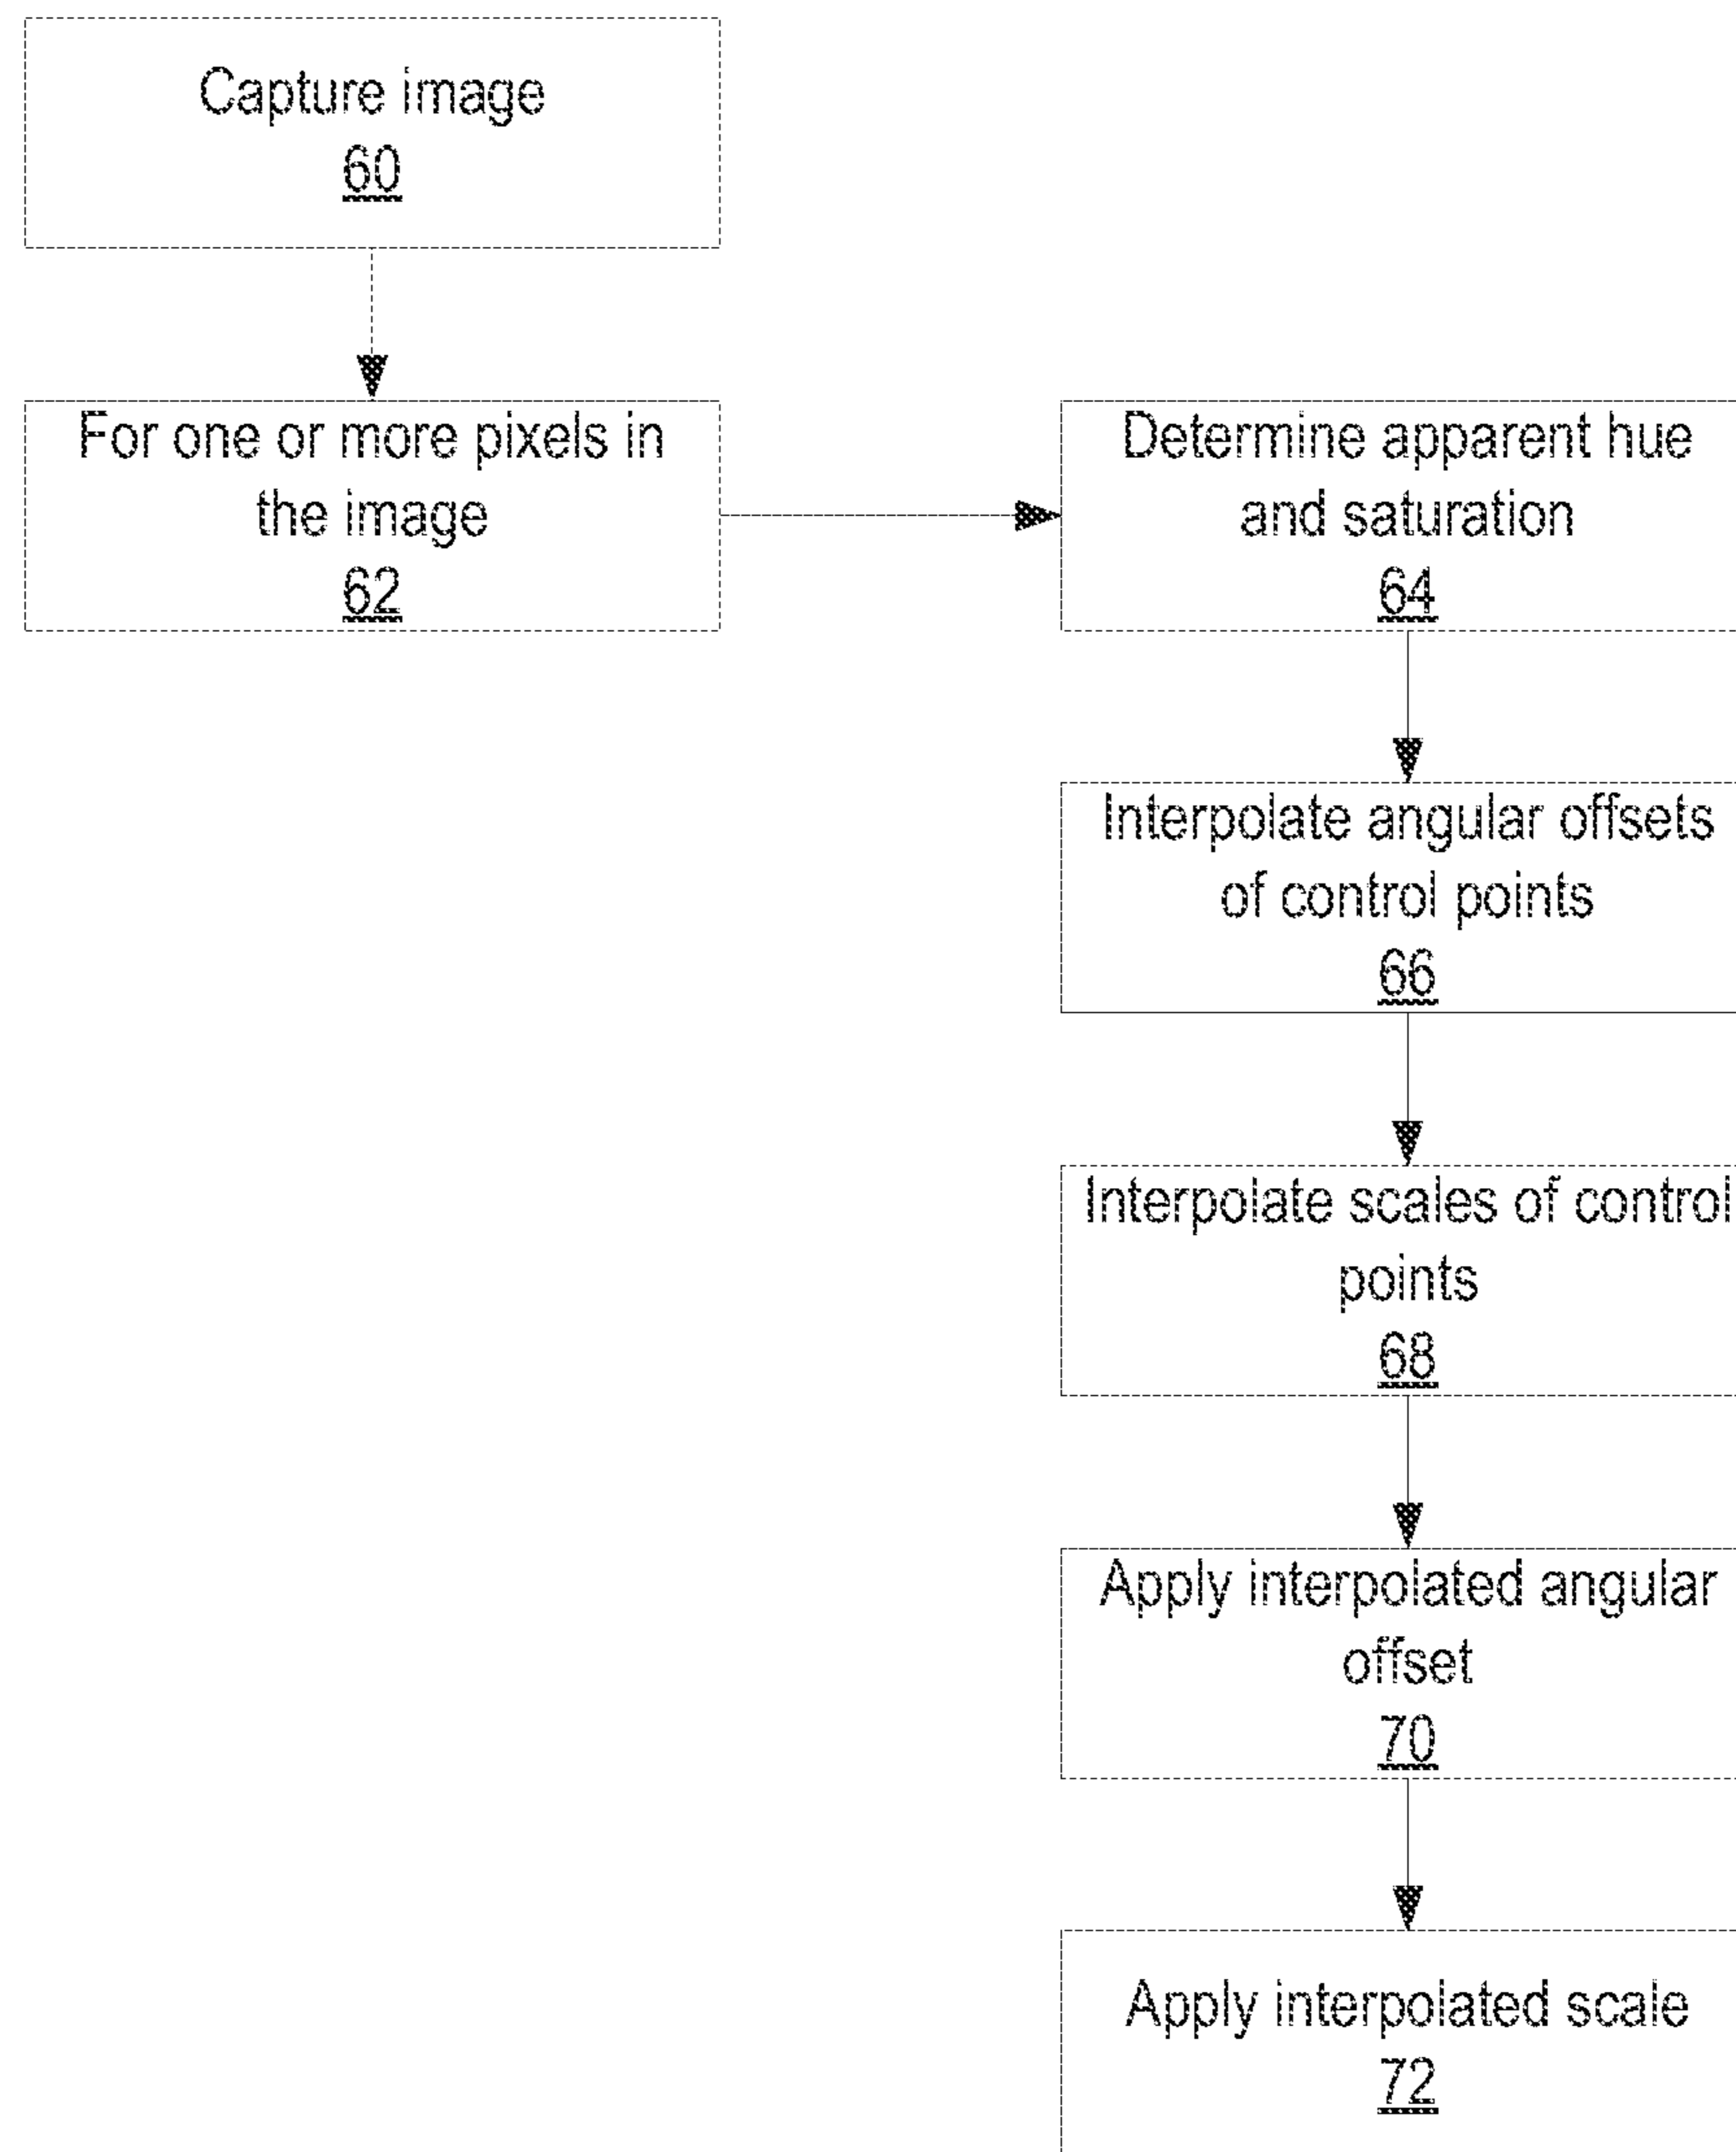 Capture image
60
For one or more pixels in
the image
62
Determine apparent hue
and saturation
64
Interpolate angular offsets
of control points
66
Interpolate scales of control
points
68
Apply interpolated angular
offset
70
Apply interpolated scale
72